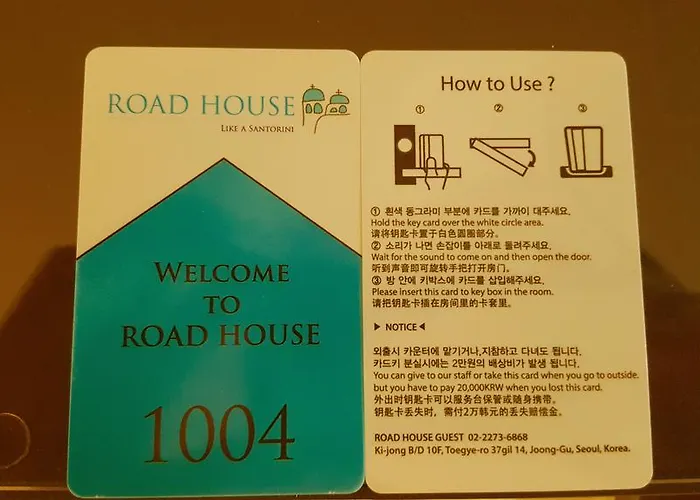 ROAD HOUSE
LIKE A SANTORINI
WELCOME
TO
ROAD HOUSE
1004
How to Use ?
① ② ③
① 흰색 동그라미 부분에 카드를 가까이 대주세요.
Hold the key card over the white circle area.
请将钥匙卡置于白色圆圈部分。
② 소리가 나면 손잡이를 아래로 돌려주세요.
Wait for the sound to come on and then open the door.
听到声音即可旋转手把打开房门。
③ 방 안에 키박스에 카드를 삽입해주세요.
Please insert this card to key box in the room.
请把钥匙卡插在房间里的卡套里。
▶ NOTICE ◀
외출시 카운터에 맡기거나,지참하고 다녀도 됩니다.
카드키 분실시에는 2만원의 배상비가 발생 됩니다.
You can give to our staff or take this card when you go to outside.
but you have to pay 20,000KRW when you lost this card.
外出时钥匙卡可以服务台保管或随身携带。
钥匙卡丢失时，需付2万韩元的丢失赔偿金。
ROAD HOUSE GUEST 02-2273-6868
Ki-jong B/D 10F, Toegye-ro 37gil 14, Joong-Gu, Seoul, Korea.